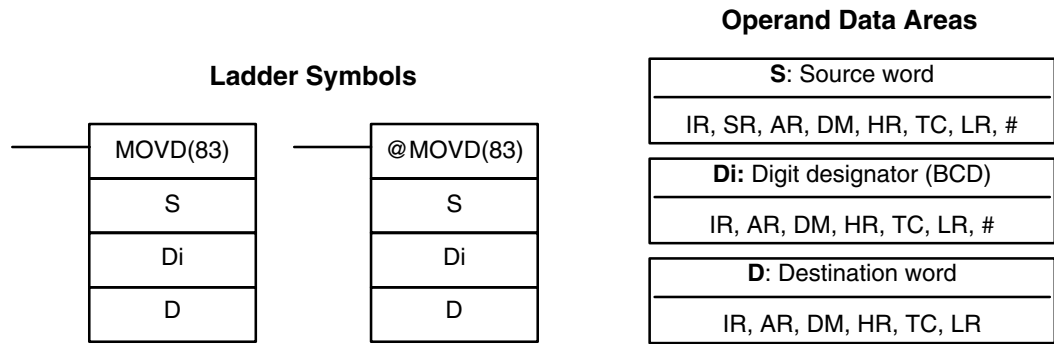 Ladder Symbols
MOVD(83)
S
Di
D
@MOVD(83)
S
Di
D
Operand Data Areas
S: Source word
IR, SR, AR, DM, HR, TC, LR, #
Di: Digit designator (BCD)
IR, AR, DM, HR, TC, LR, #
D: Destination word
IR, AR, DM, HR, TC, LR